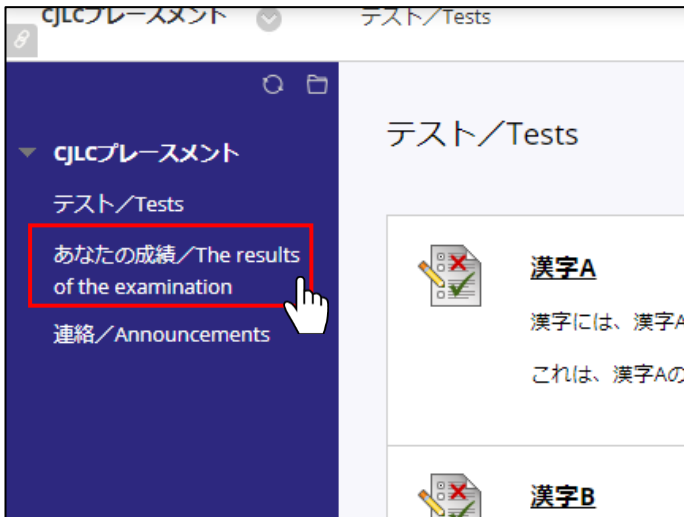 CJLCプレースメント
テスト／Tests
CJLCプレースメント
テスト／Tests
あなたの成績／The results
of the examination
連絡／Announcements
テスト／Tests
漢字A
漢字には、漢字A
これは、漢字Aの
漢字B